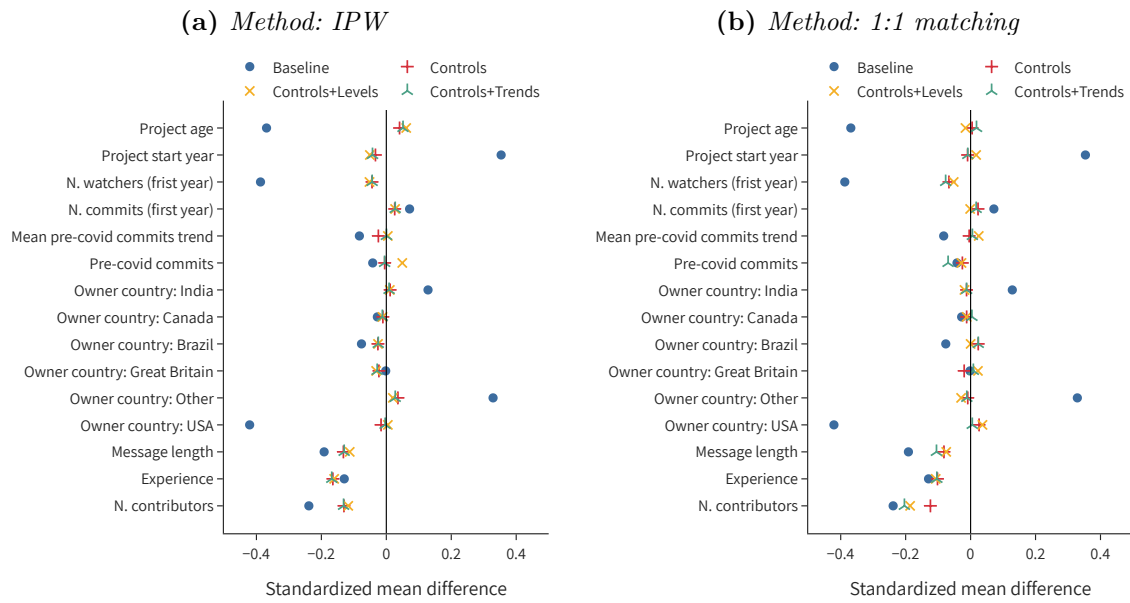 (a) Method: IPW
Baseline
Controls
Controls+Levels
Controls+Trends
Project age
Project start year
N. watchers (frist year)
N. commits (first year)
Mean pre-covid commits trend
Pre-covid commits
Owner country: India
Owner country: Canada
Owner country: Brazil
Owner country: Great Britain
Owner country: Other
Owner country: USA
Message length
Experience
N. contributors
−0.4 −0.2 0 0.2 0.4
Standardized mean difference
(b) Method: 1:1 matching
Baseline
Controls
Controls+Levels
Controls+Trends
Project age
Project start year
N. watchers (frist year)
N. commits (first year)
Mean pre-covid commits trend
Pre-covid commits
Owner country: India
Owner country: Canada
Owner country: Brazil
Owner country: Great Britain
Owner country: Other
Owner country: USA
Message length
Experience
N. contributors
−0.4 −0.2 0 0.2 0.4
Standardized mean difference